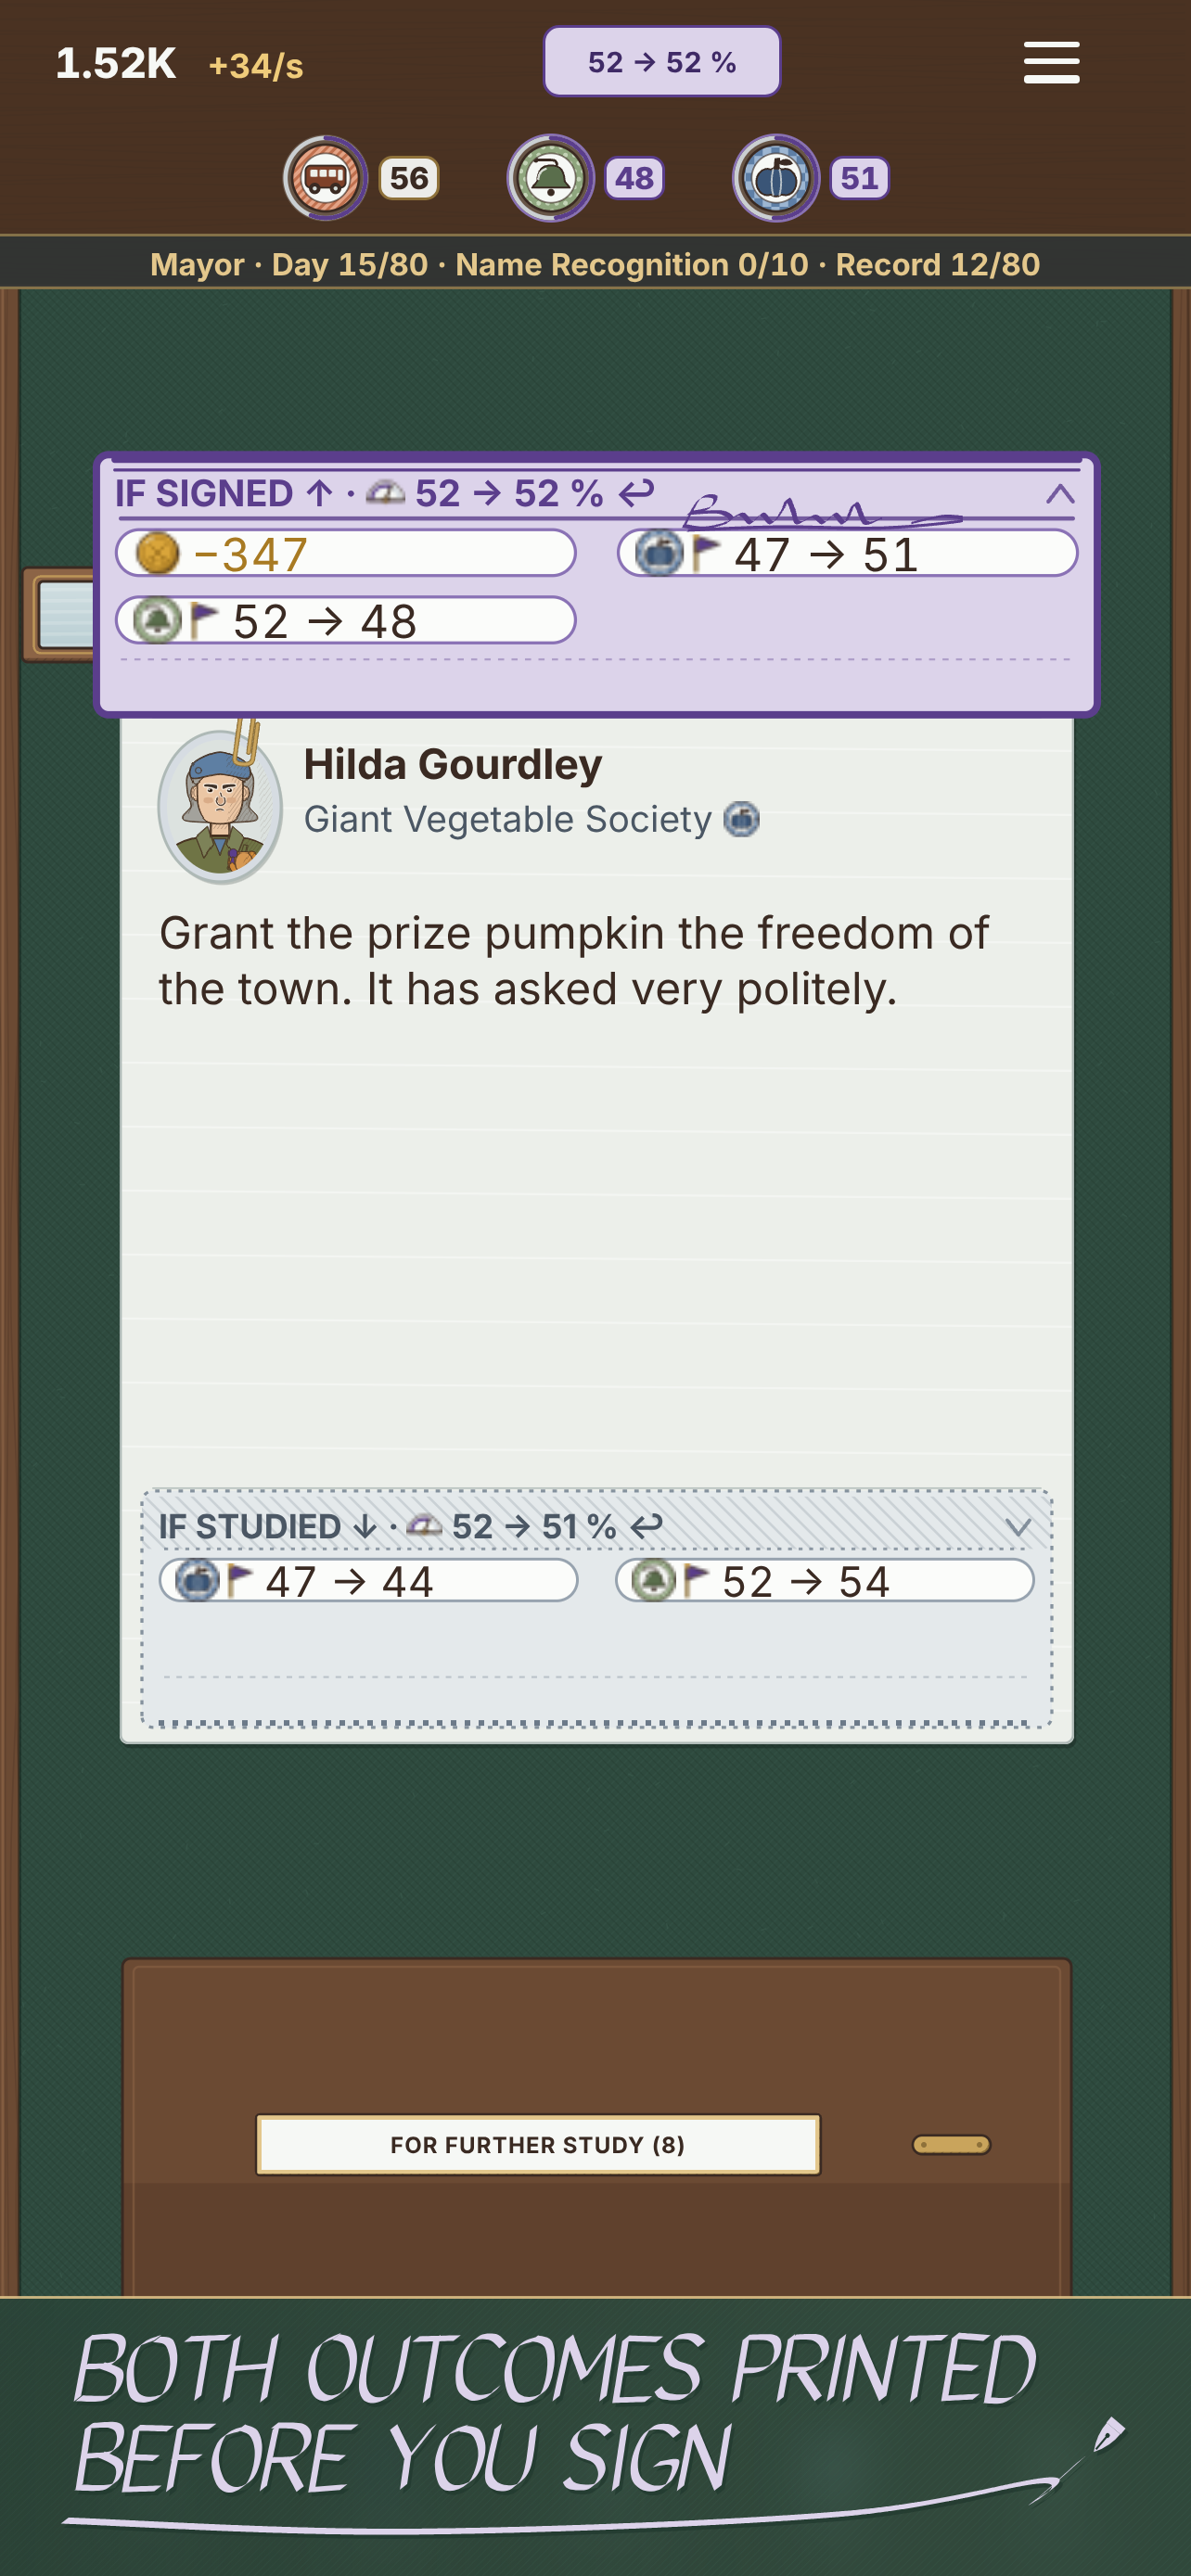 1.52K +34/s 52 → 52 %
56 48 51
Mayor · Day 15/80 · Name Recognition 0/10 · Record 12/80
IF SIGNED ↑ · 52 → 52 % ↩
−347 47 → 51
52 → 48
Hilda Gourdley
Giant Vegetable Society
Grant the prize pumpkin the freedom of
the town. It has asked very politely.
IF STUDIED ↓ · 52 → 51 % ↩
47 → 44 52 → 54
FOR FURTHER STUDY (8)
BOTH OUTCOMES PRINTED
BEFORE YOU SIGN